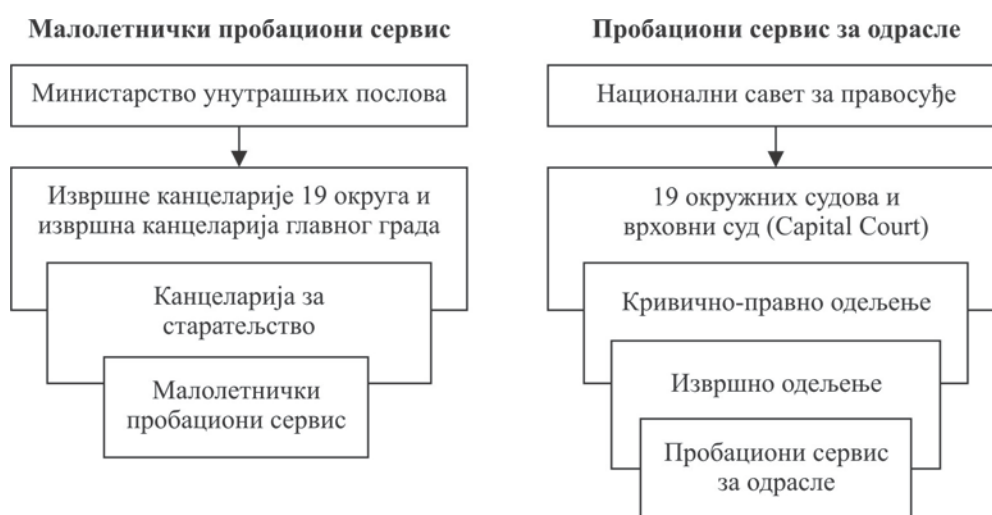 Малолетнички пробациони сервис
Министарство унутрашњих послова
Извршне канцеларије 19 округа и
извршна канцеларија главног града
Канцеларија за
старатељство
Малолетнички
пробациони сервис
Пробациони сервис за одрасле
Национални савет за правосуђе
19 окружних судова и
врховни суд (Capital Court)
Кривично-правно одељење
Извршно одељење
Пробациони сервис
за одрасле